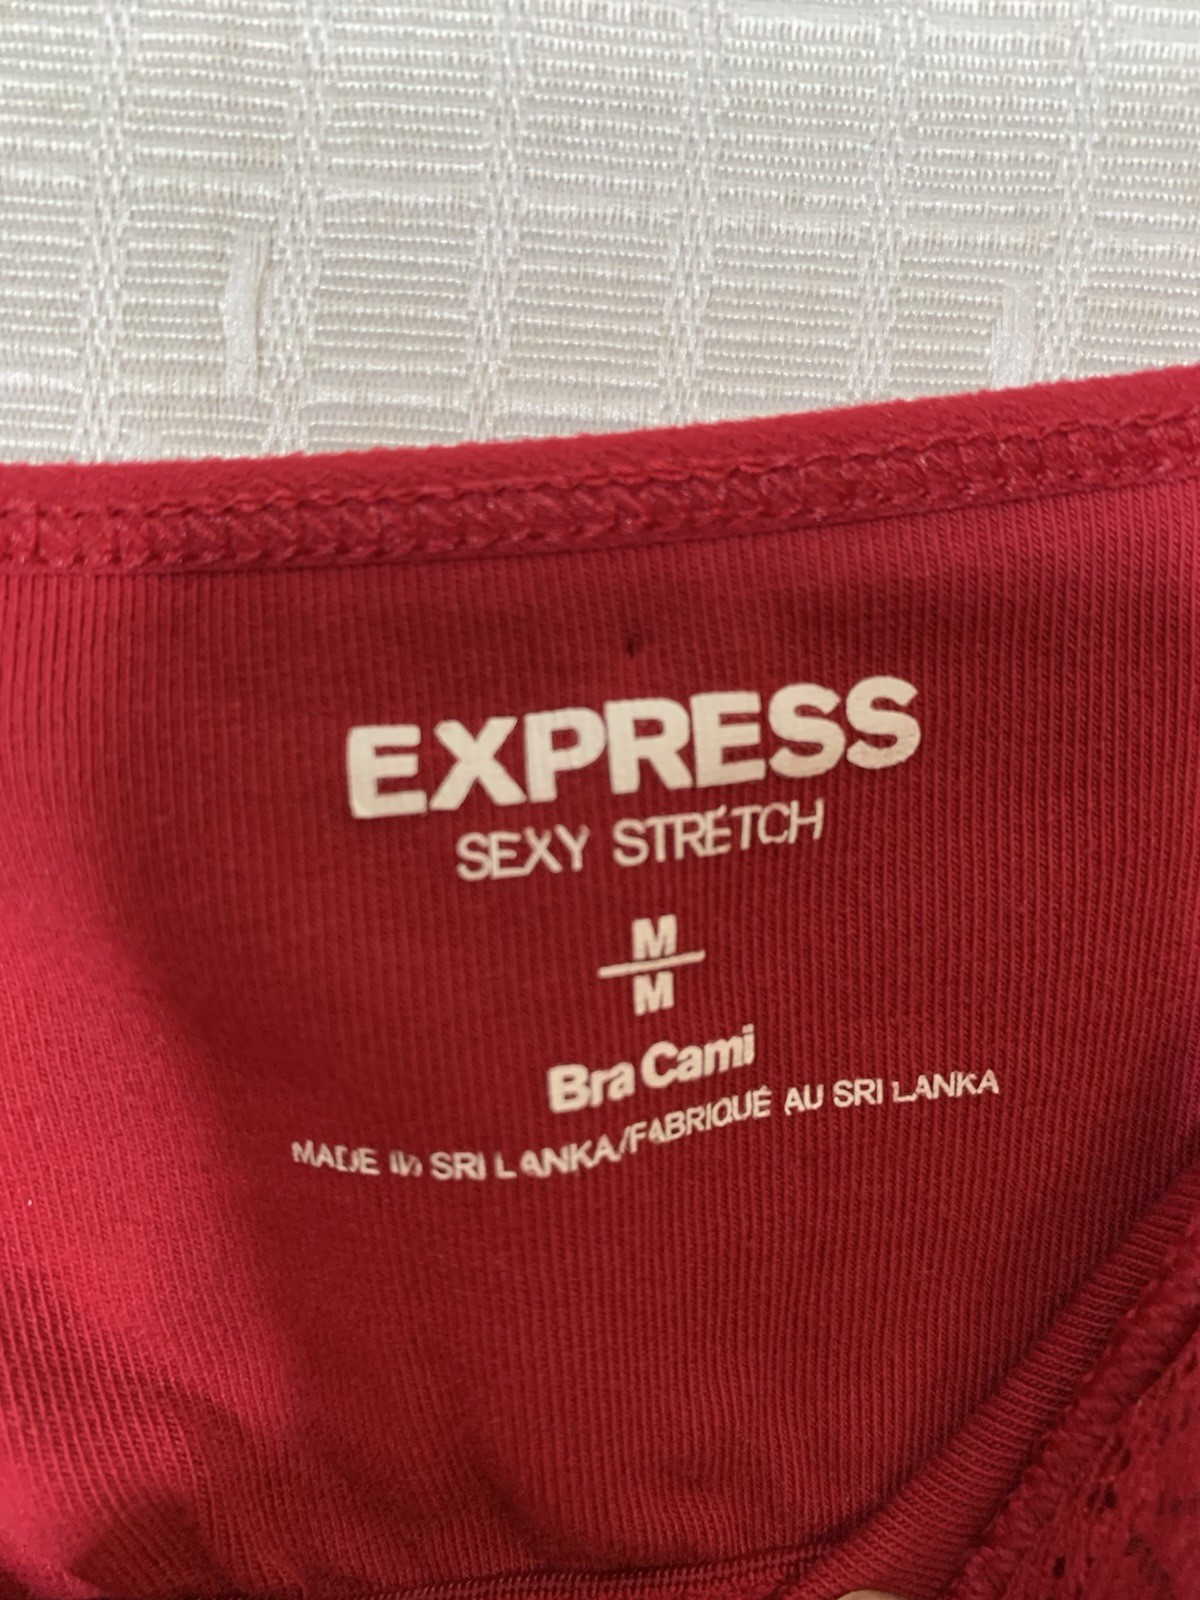 EXPRESS
SEXY STRETCH
M
M
Bra Cami
MADE IN SRI LANKA/FABRIQUÉ AU SRI LANKA